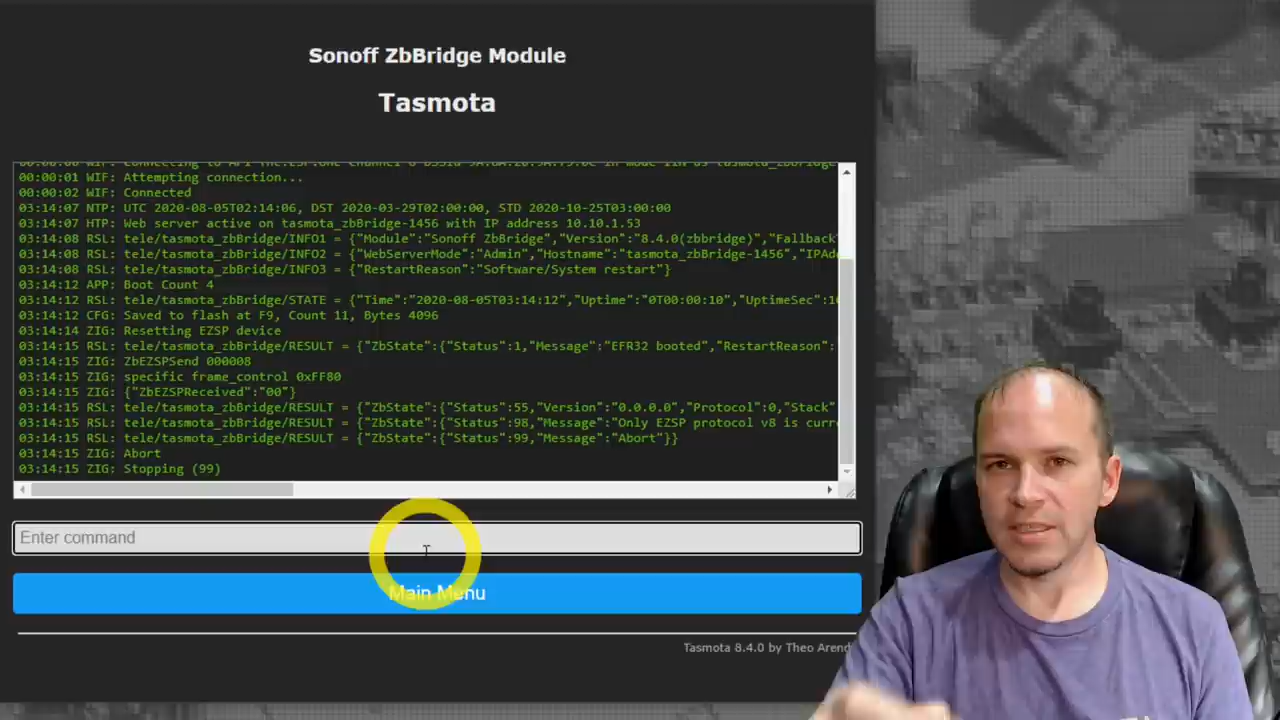 Sonoff ZbBridge Module
Tasmota
00:00:01 WIF: Attempting connection...
00:00:02 WIF: Connected
03:14:07 NTP: UTC 2020-08-05T02:14:06, DST 2020-03-29T02:00:00, STD 2020-10-25T03:00:00
03:14:07 HTP: Web server active on tasmota_zbBridge-1456 with IP address 10.10.1.53
03:14:08 RSL: tele/tasmota_zbBridge/INFO1 = {"Module":"Sonoff ZbBridge","Version":"8.4.0(zbbridge)","Fallback
03:14:08 RSL: tele/tasmota_zbBridge/INFO2 = {"WebServerMode":"Admin","Hostname":"tasmota_zbBridge-1456","IPAd
03:14:08 RSL: tele/tasmota_zbBridge/INFO3 = {"RestartReason":"Software/System restart"}
03:14:12 APP: Boot Count 4
03:14:12 RSL: tele/tasmota_zbBridge/STATE = {"Time":"2020-08-05T03:14:12","Uptime":"0T00:00:10","UptimeSec":1
03:14:12 CFG: Saved to flash at F9, Count 11, Bytes 4096
03:14:14 ZIG: Resetting EZSP device
03:14:15 RSL: tele/tasmota_zbBridge/RESULT = {"ZbState":{"Status":1,"Message":"EFR32 booted","RestartReason":
03:14:15 ZIG: ZbEZSPSend 000008
03:14:15 ZIG: specific frame_control 0xFF80
03:14:15 ZIG: {"ZbEZSPReceived":"00"}
03:14:15 RSL: tele/tasmota_zbBridge/RESULT = {"ZbState":{"Status":55,"Version":"0.0.0.0","Protocol":0,"Stack"
03:14:15 RSL: tele/tasmota_zbBridge/RESULT = {"ZbState":{"Status":98,"Message":"Only EZSP protocol v8 is curr
03:14:15 RSL: tele/tasmota_zbBridge/RESULT = {"ZbState":{"Status":99,"Message":"Abort"}}
03:14:15 ZIG: Abort
03:14:15 ZIG: Stopping (99)
Enter command
Main Menu
Tasmota 8.4.0 by Theo Arend